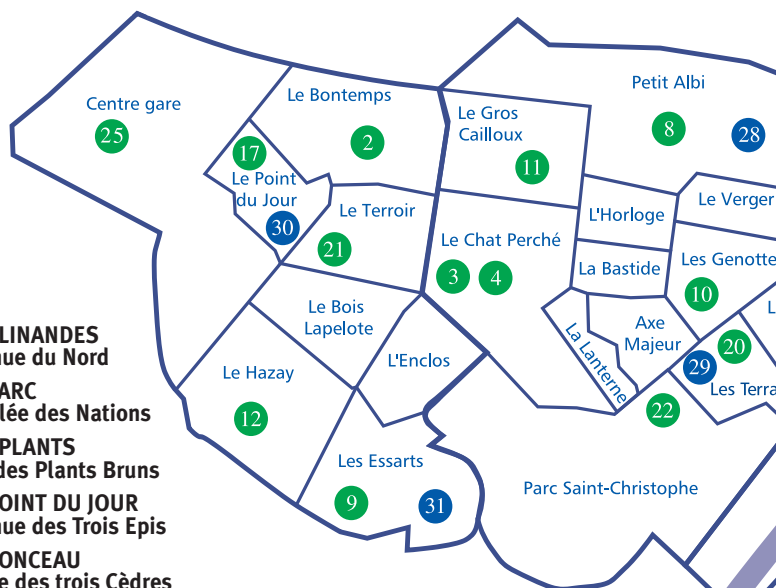 Centre gare
25
Le Bontemps
2
17
Le Point
du Jour
30
Le Terroir
21
Le Gros
Cailloux
11
Petit Albi
8
28
L'Horloge
Le Verger
Le Chat Perché
3
4
La Bastide
Les Genotte
10
Le Bois
Lapelote
L'Enclos
La Lanterne
Axe
Majeur
L
20
29
Les Terra
22
Le Hazay
12
Les Essarts
9
31
Parc Saint-Christophe
LINANDES
nue du Nord
ARC
lée des Nations
PLANTS
des Plants Bruns
OINT DU JOUR
nue des Trois Epis
ONCEAU
e des trois Cèdres